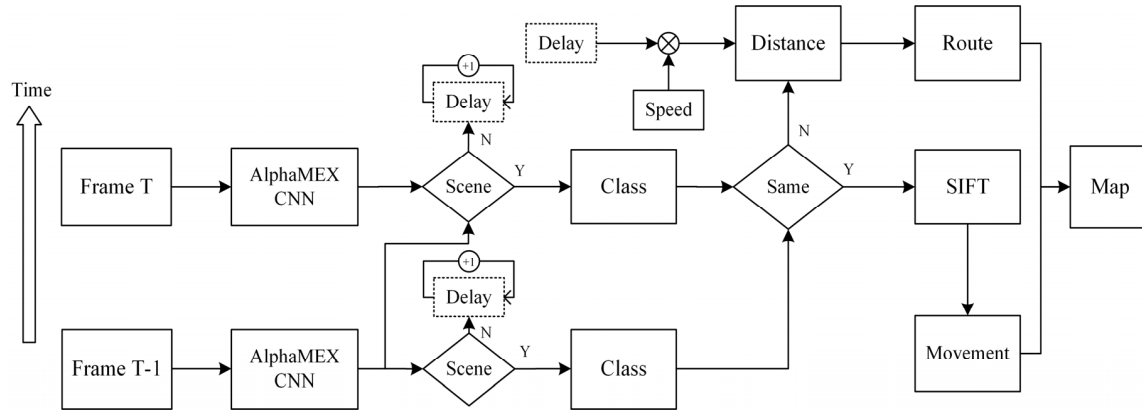 Delay
Distance
Route
Time
+1
Delay
Speed
N
N
Frame T
AlphaMEX
CNN
Scene
Y
Class
Same
Y
SIFT
Map
+1
Delay
N
Frame T-1
AlphaMEX
CNN
Scene
Y
Class
Movement